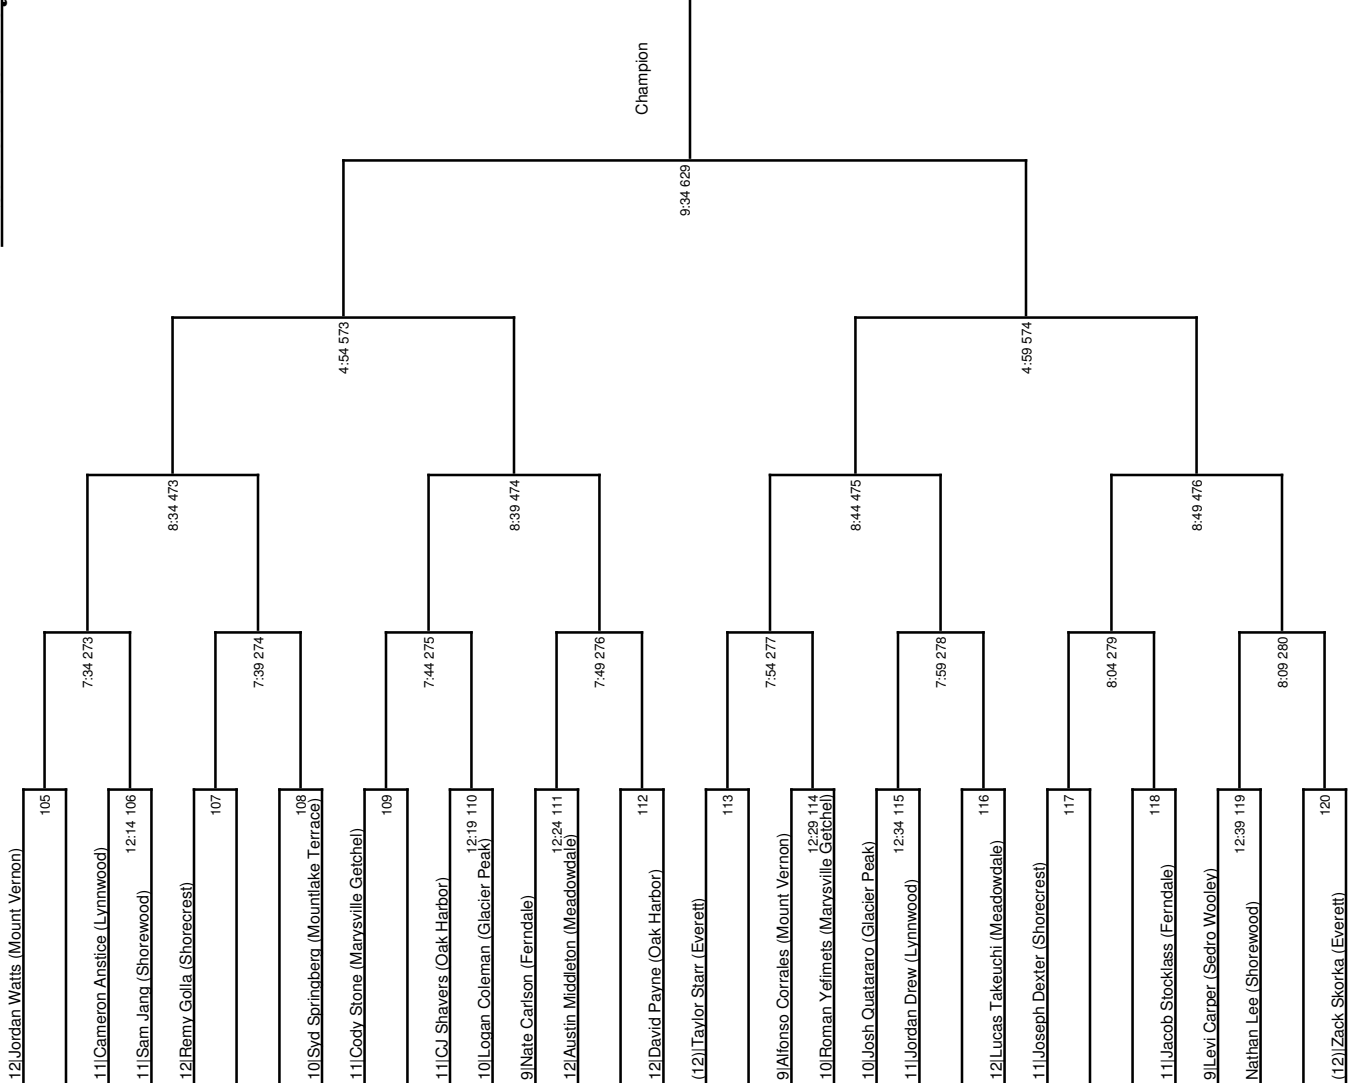 Champion
9:34 629
4:54 573
4:59 574
8:34 473
8:39 474
8:44 475
8:49 476
7:34 273
7:39 274
7:44 275
7:49 276
7:54 277
7:59 278
8:04 279
8:09 280
105
12:14 106
107
108
109
12:19 110
12:24 111
112
113
12:29 114
12:34 115
116
117
118
12:39 119
120
12|Jordan Watts (Mount Vernon)
11|Cameron Anstice (Lynnwood)
11|Sam Jang (Shorewood)
12|Remy Golla (Shorecrest)
10|Syd Springberg (Mountlake Terrace)
11|Cody Stone (Marysville Getchel)
11|CJ Shavers (Oak Harbor)
10|Logan Coleman (Glacier Peak)
9|Nate Carlson (Ferndale)
12|Austin Middleton (Meadowdale)
12|David Payne (Oak Harbor)
(12)|Taylor Starr (Everett)
9|Alfonso Corrales (Mount Vernon)
10|Roman Yefimets (Marysville Getchel)
10|Josh Quatararo (Glacier Peak)
11|Jordan Drew (Lynnwood)
12|Lucas Takeuchi (Meadowdale)
11|Joseph Dexter (Shorecrest)
11|Jacob Stocklass (Ferndale)
9|Levi Carper (Sedro Wooley)
Nathan Lee (Shorewood)
(12)|Zack Skorka (Everett)